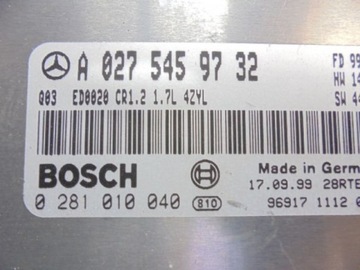 A 027 545 97 32
FD 99
HW 14
Q03 ED0020 CR1.2 1.7L 4ZYL
SW 4
BOSCH
Made in Germ
17.09.99 28RTE
0 281 010 040 810
96917 1112 0